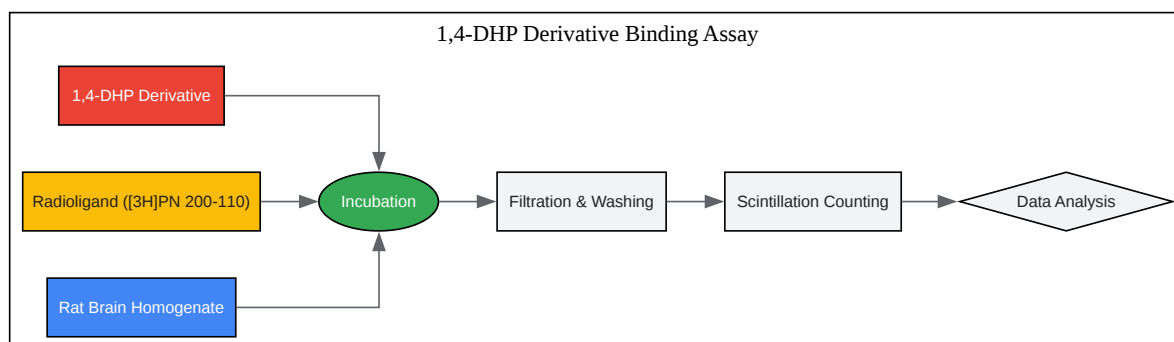 1,4-DHP Derivative Binding Assay
1,4-DHP Derivative
Radioligand ([3H]PN 200-110)
Incubation
Filtration & Washing
Scintillation Counting
Data Analysis
Rat Brain Homogenate